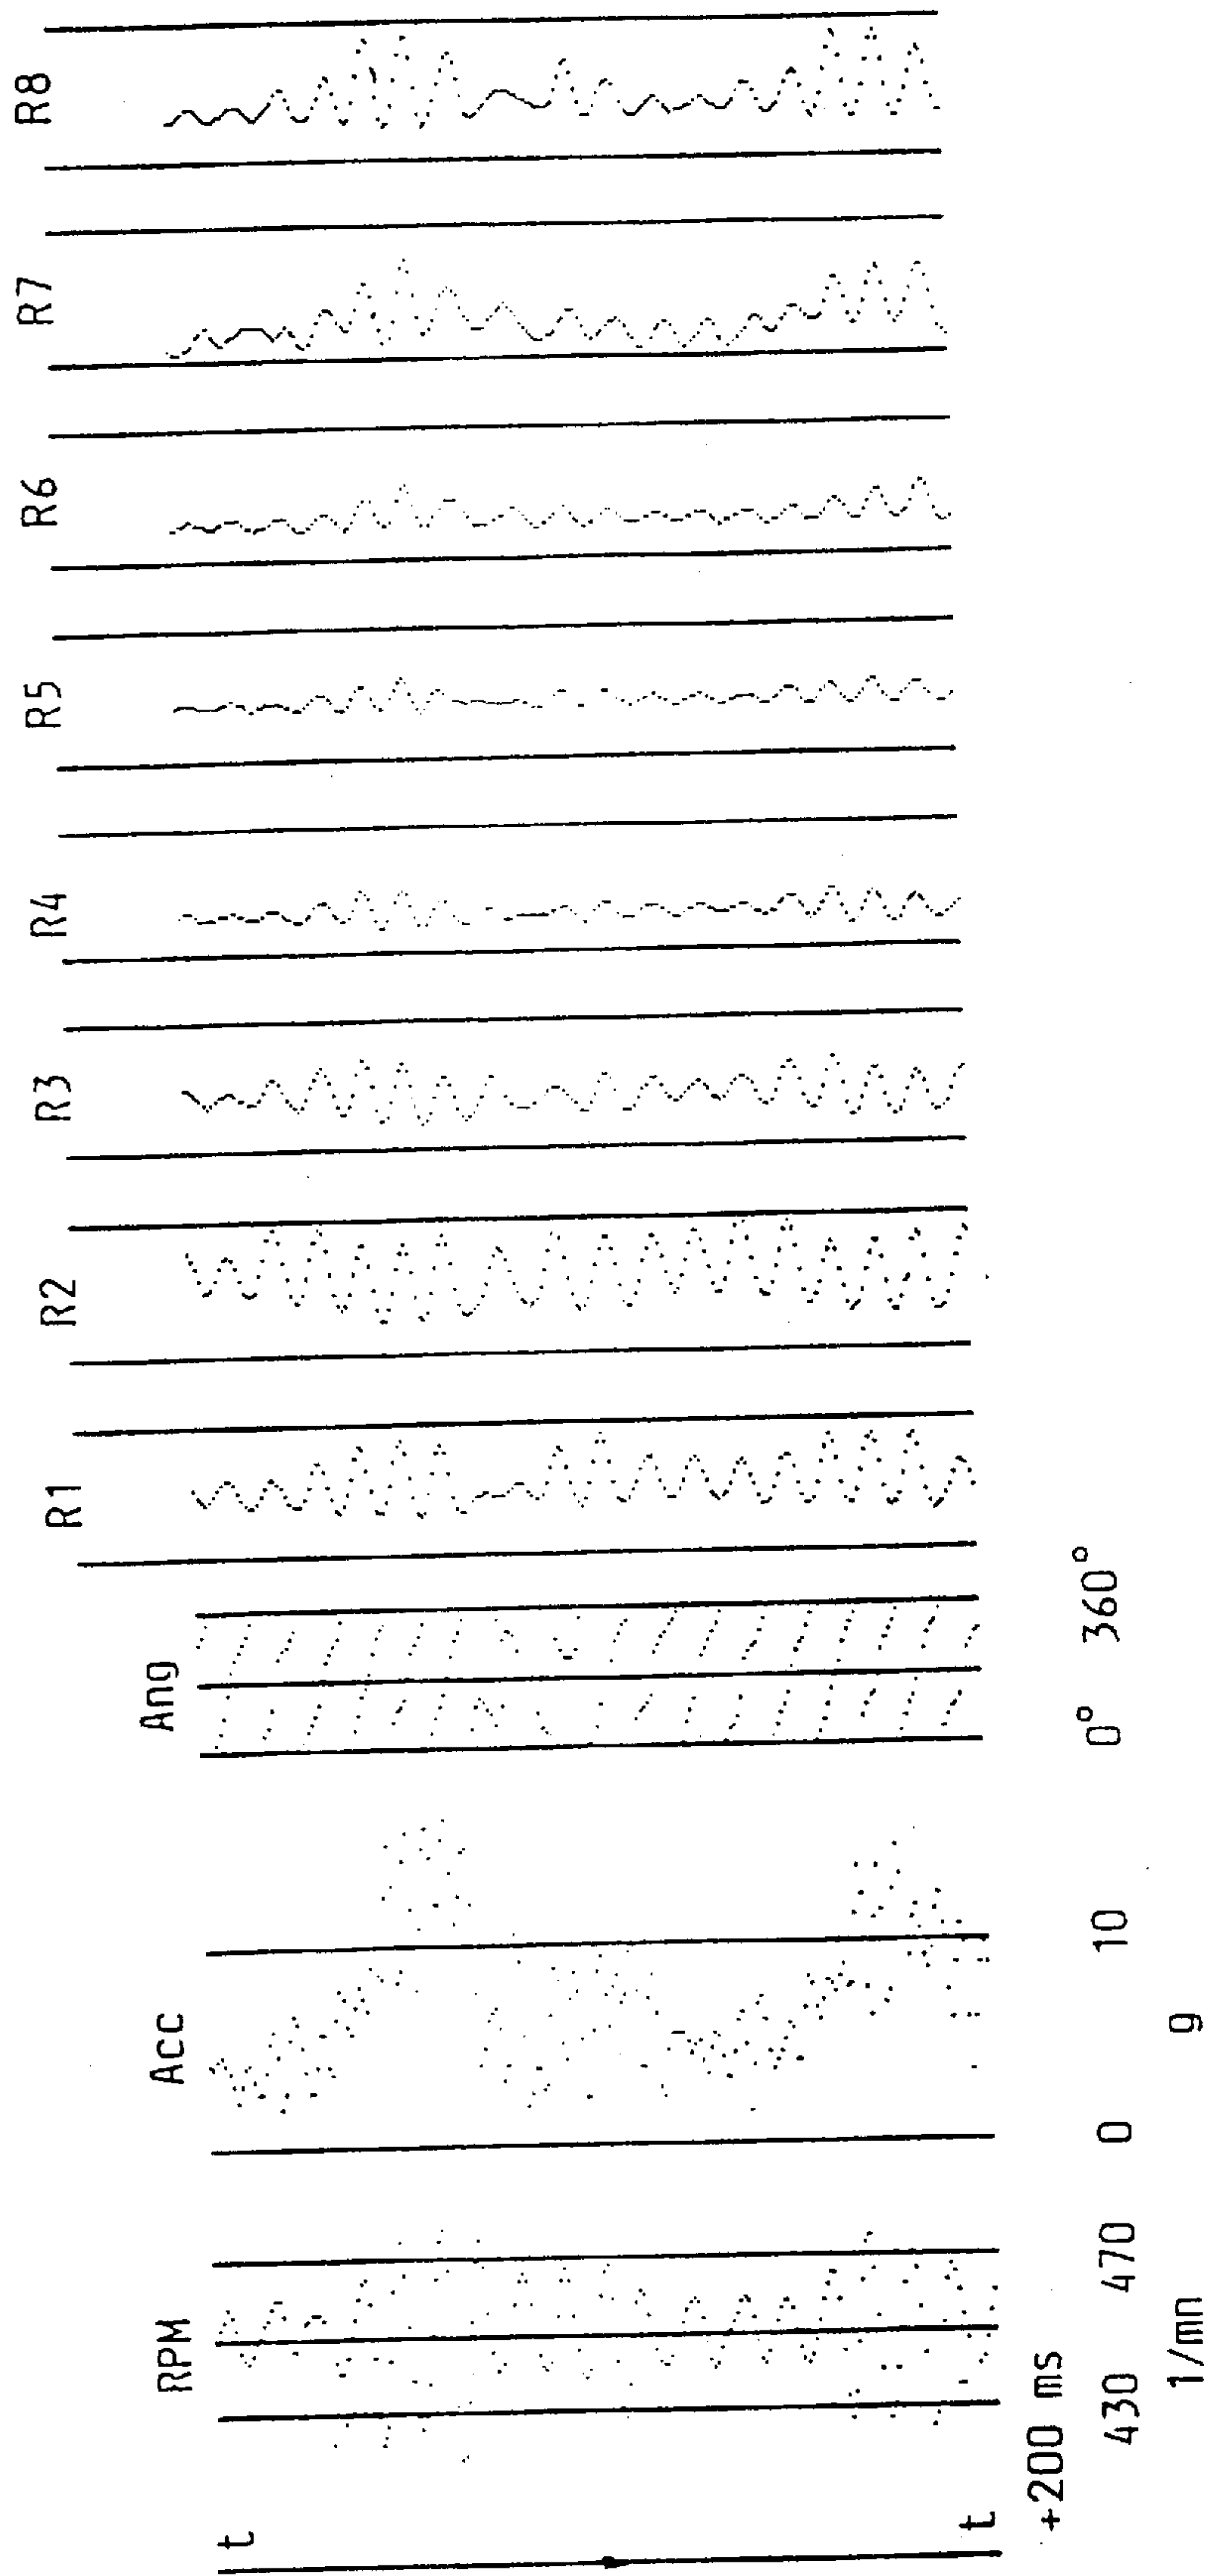 t RPM Acc Ang R1 R2 R3 R4 R5 R6 R7 R8
t
+200 ms
430 470 0 10 0° 360°
1/mn g